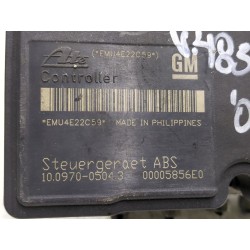 Ate
(*EMU4E22C59*)
GM
Controller
*EMU4E22C59* MADE IN PHILIPPINES
Steuergeraet ABS
10.0970-0504.3 00005856E0